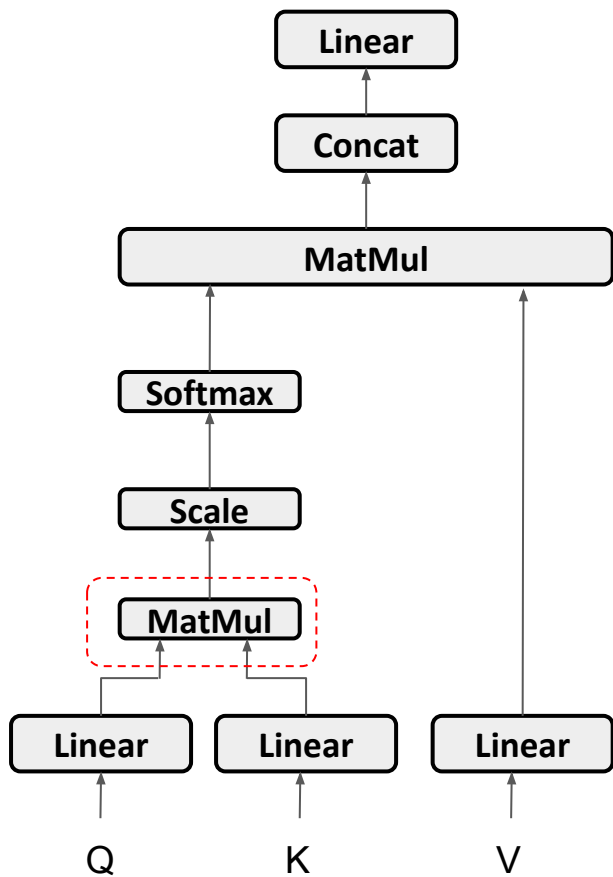 Linear
Concat
MatMul
Softmax
Scale
MatMul
Linear Linear Linear
Q K V